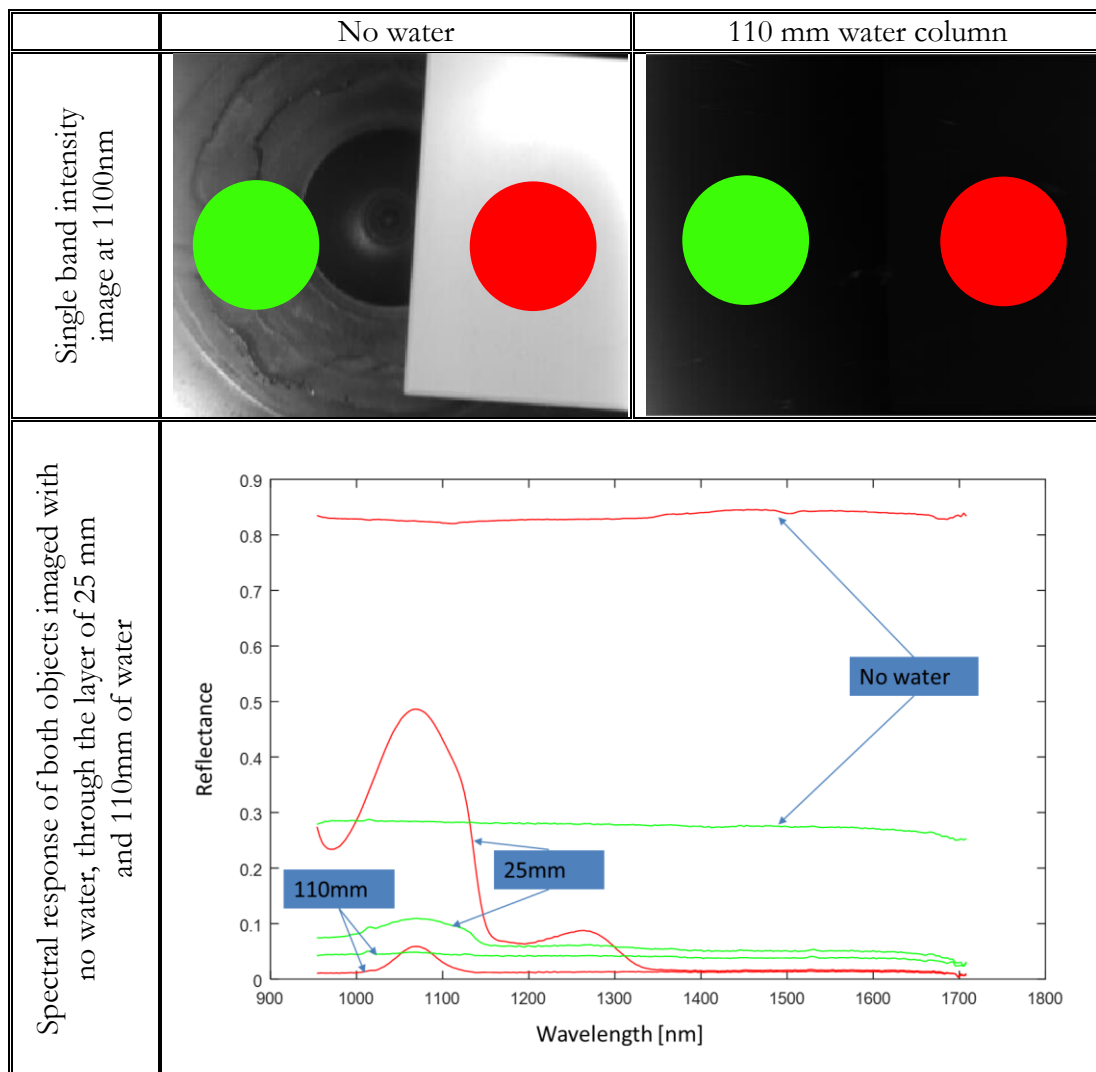 No water
110 mm water column
Single band intensity
image at 1100nm
Spectral response of both objects imaged with
no water, through the layer of 25 mm
and 110mm of water
0.9
0.8
0.7
0.6
0.5
0.4
0.3
0.2
0.1
0
Reflectance
No water
25mm
110mm
900
1000
1100
1200
1300
1400
1500
1600
1700
1800
Wavelength [nm]